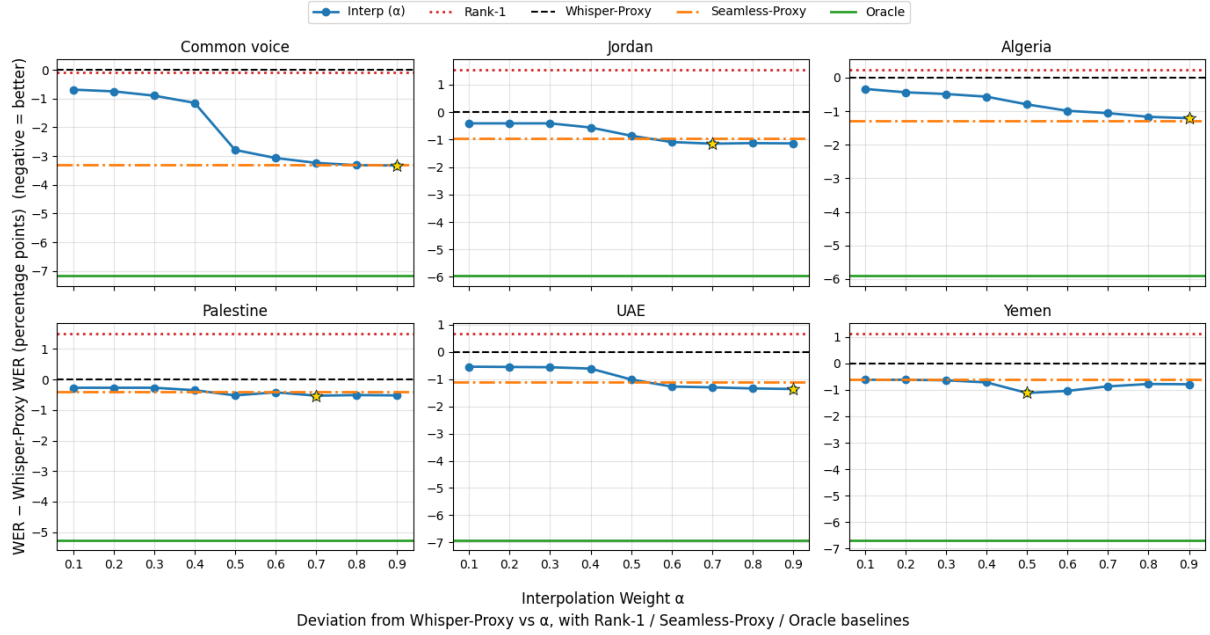 Interp (α) Rank-1 Whisper-Proxy Seamless-Proxy Oracle
Common voice Jordan Algeria
0 −1 −2 −3 −4 −5 −6 −7
1 0 −1 −2 −3 −4 −5 −6
0 −1 −2 −3 −4 −5 −6
WER − Whisper-Proxy WER (percentage points) (negative = better)
Palestine UAE Yemen
1 0 −1 −2 −3 −4 −5
1 0 −1 −2 −3 −4 −5 −6 −7
1 0 −1 −2 −3 −4 −5 −6 −7
0.1 0.2 0.3 0.4 0.5 0.6 0.7 0.8 0.9
0.1 0.2 0.3 0.4 0.5 0.6 0.7 0.8 0.9
0.1 0.2 0.3 0.4 0.5 0.6 0.7 0.8 0.9
Interpolation Weight α
Deviation from Whisper-Proxy vs α, with Rank-1 / Seamless-Proxy / Oracle baselines